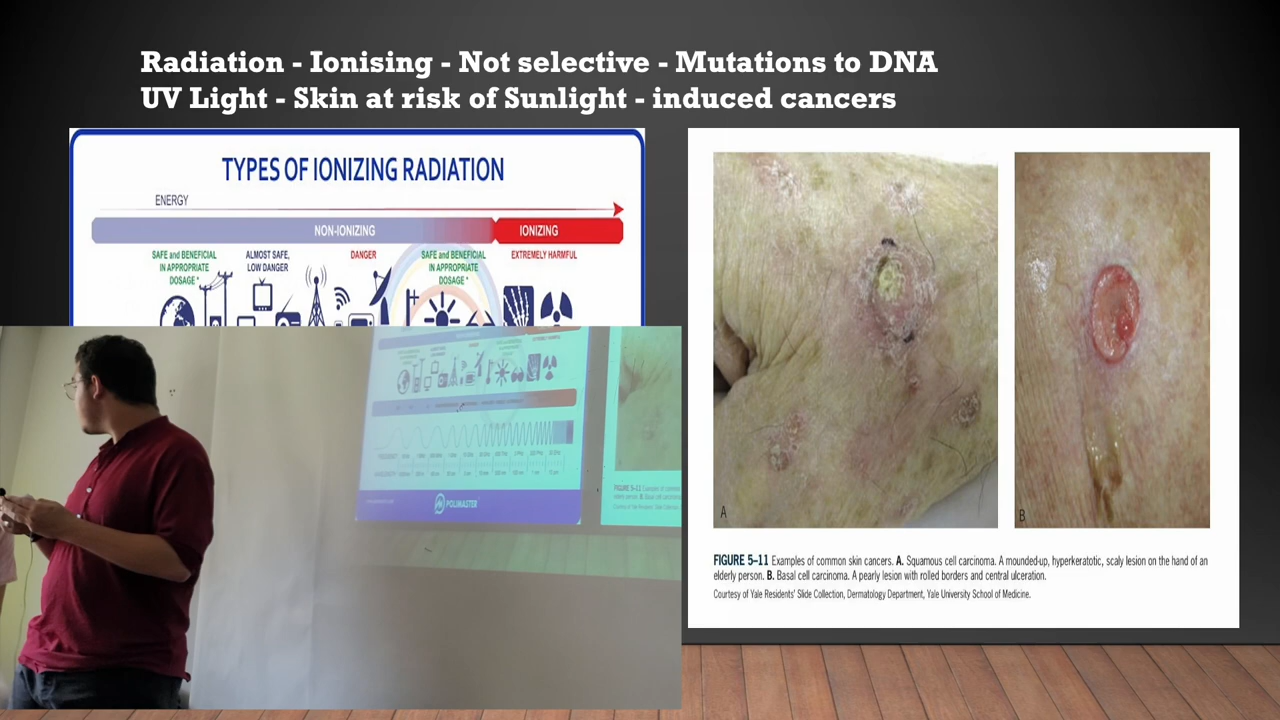 Radiation - Ionising - Not selective - Mutations to DNA
UV Light - Skin at risk of Sunlight - induced cancers
TYPES OF IONIZING RADIATION
ENERGY
NON-IONIZING
IONIZING
SAFE and BENEFICIAL
IN APPROPRIATE
DOSAGE *
ALMOST SAFE,
LOW DANGER
DANGER
SAFE and BENEFICIAL
IN APPROPRIATE
DOSAGE *
EXTREMELY HARMFUL
POLIMASTER
A
B
FIGURE 5–11 Examples of common skin cancers. A. Squamous cell carcinoma. A mounded-up, hyperkeratotic, scaly lesion on the hand of an
elderly person. B. Basal cell carcinoma. A pearly lesion with rolled borders and central ulceration.
Courtesy of Yale Residents' Slide Collection, Dermatology Department, Yale University School of Medicine.